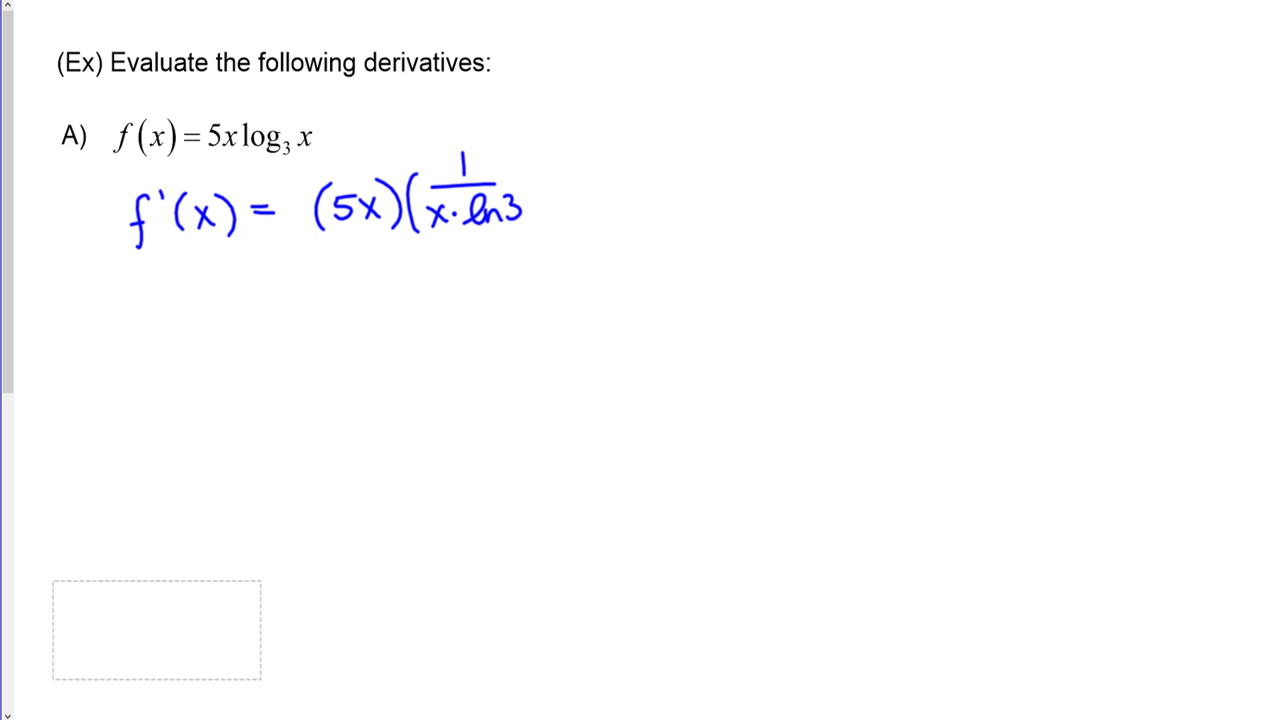 (Ex) Evaluate the following derivatives:
A) f(x) = 5x log₃ x
f'(x) = (5x)(1/(x · ln3